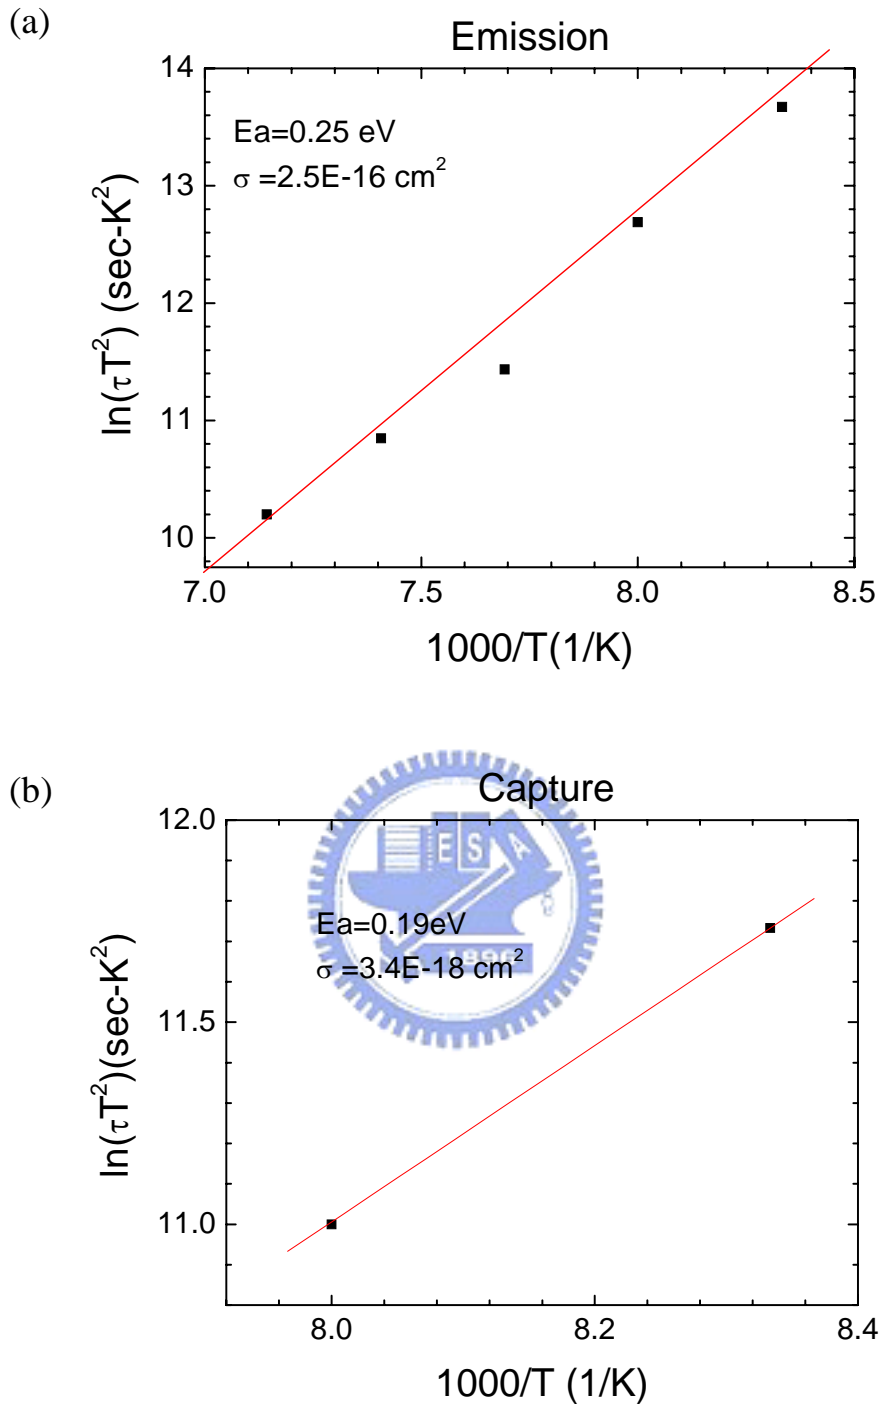 (a)
Emission
Ea=0.25 eV
σ =2.5E-16 cm²
14
13
12
11
10
ln(τT²) (sec-K²)
7.0 7.5 8.0 8.5
1000/T(1/K)
(b)
Capture
E S A
Ea=0.19eV
1896
σ =3.4E-18 cm²
12.0
11.5
11.0
ln(τT²)(sec-K²)
8.0 8.2 8.4
1000/T (1/K)